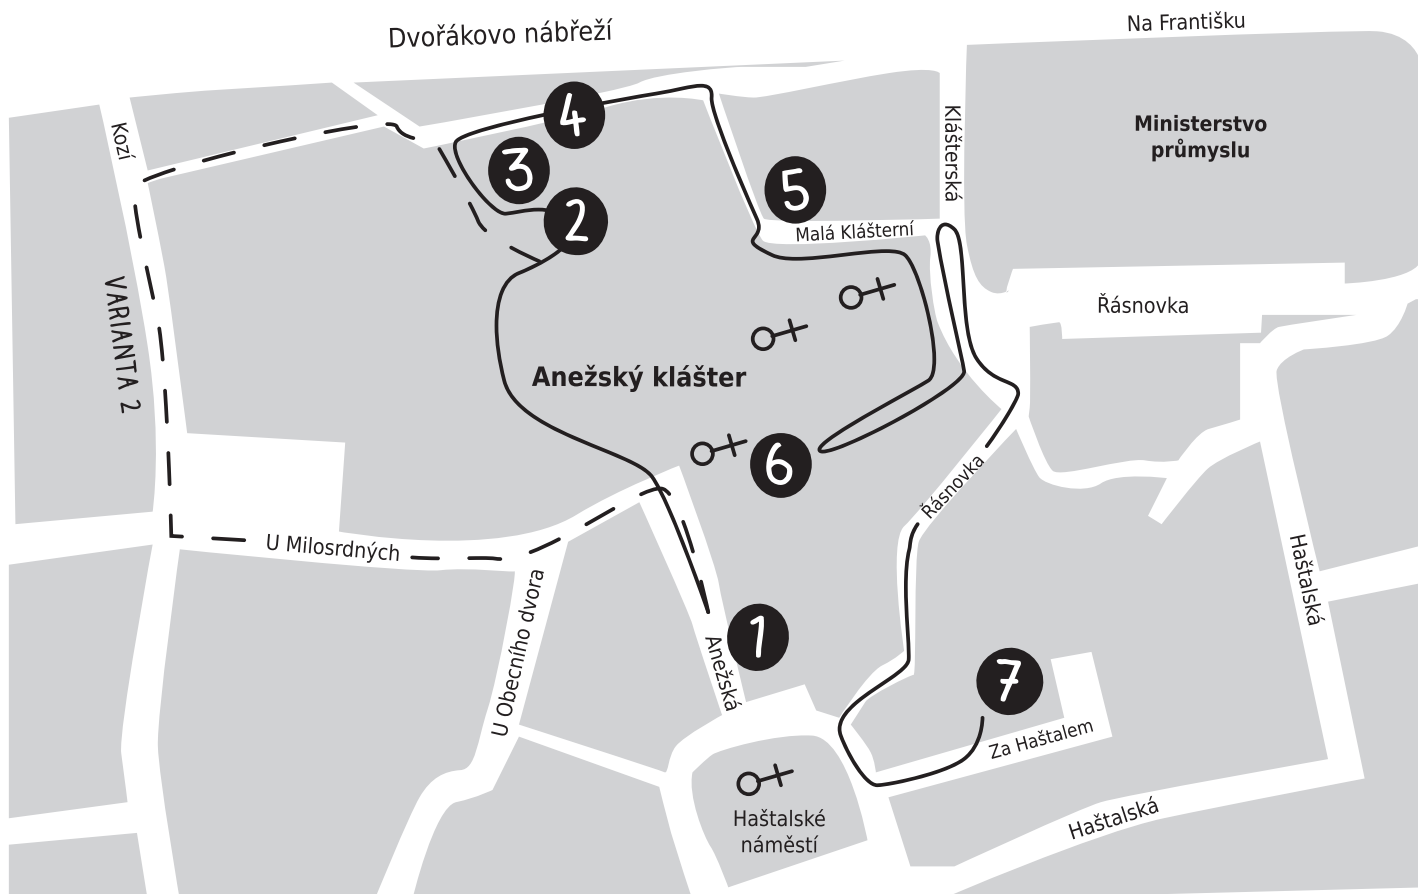 Dvořákovo nábřeží
Na Františku
Kozí
4
Klášterská
Ministerstvo
průmyslu
3
5
2
Malá Klášterní
VARIANTA 2
Řásnovka
Anežský klášter
6
Řásnovka
U Milosrdných
Haštalská
U Obecního dvora
1
Anežská
7
Za Haštalem
Haštalské
náměstí
Haštalská